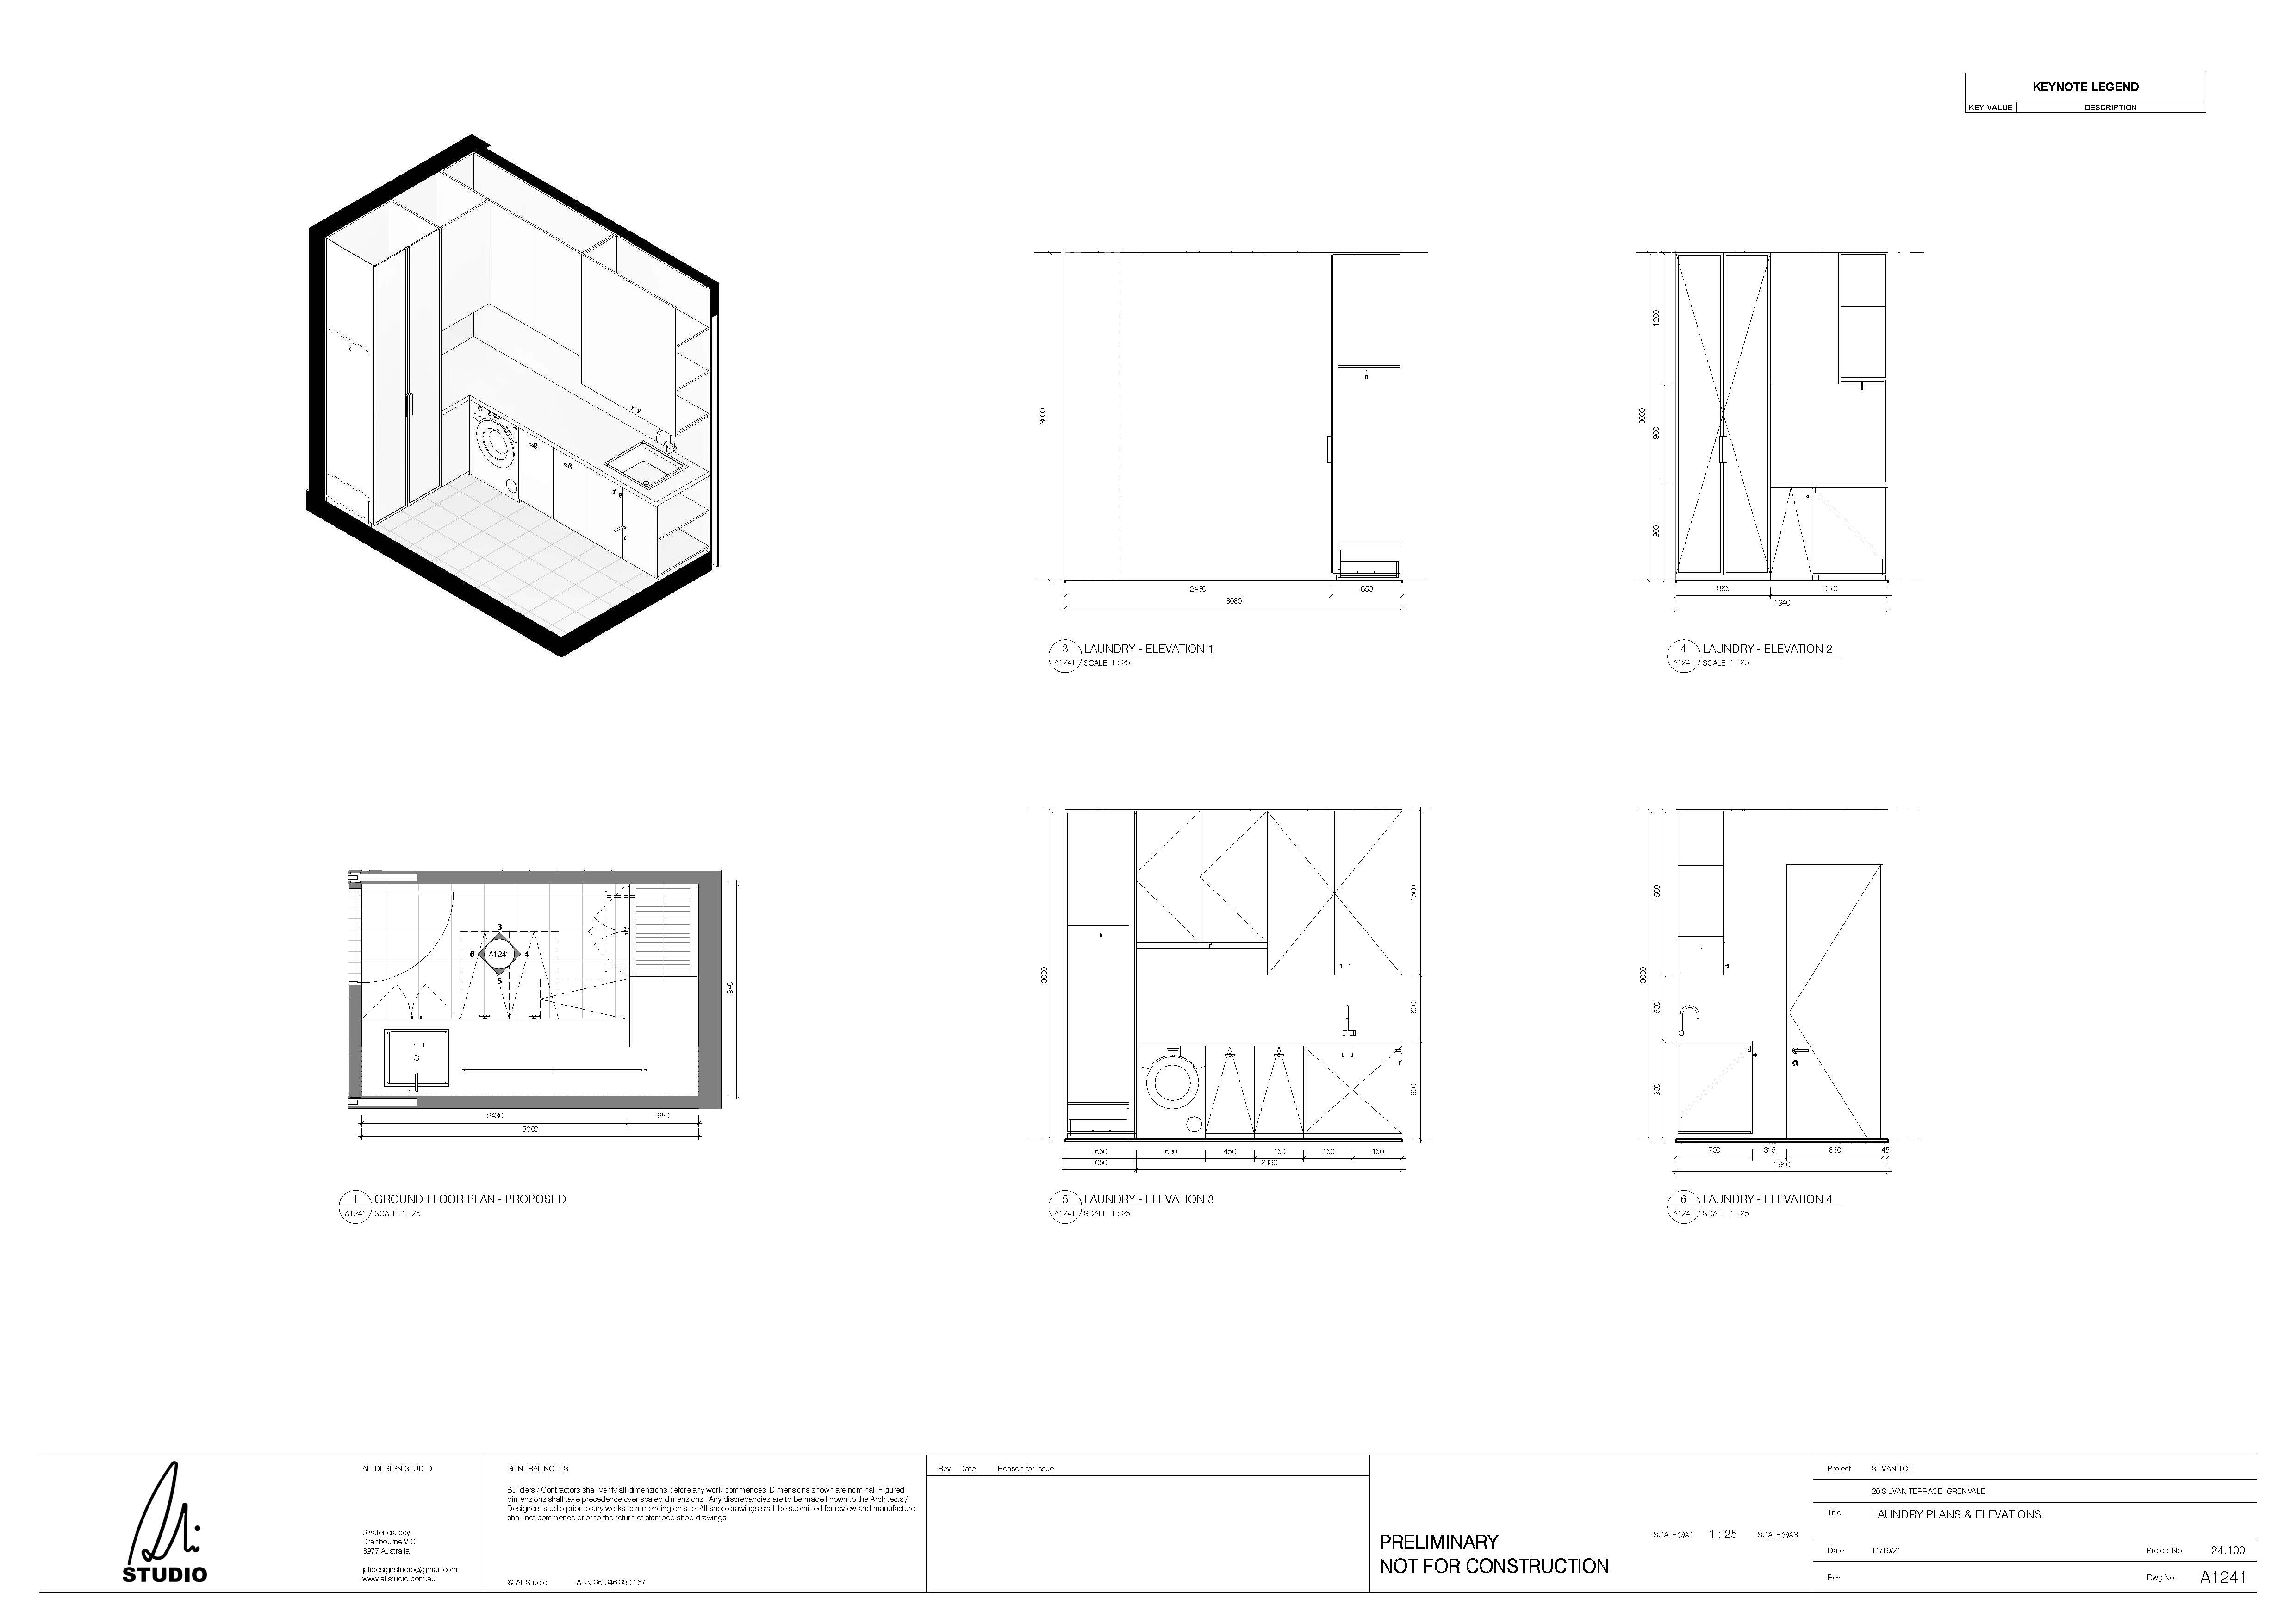 KEYNOTE LEGEND
KEY VALUE DESCRIPTION
3000
2430 650
3080
3 LAUNDRY - ELEVATION 1
A1241 SCALE 1 : 25
3000
1200
900
900
865 1070
1940
4 LAUNDRY - ELEVATION 2
A1241 SCALE 1 : 25
3
6 A1241 4
5
1940
2430 650
3080
1 GROUND FLOOR PLAN - PROPOSED
A1241 SCALE 1 : 25
3000
1500
600
900
650 630 450 450 450 450
650 2430
5 LAUNDRY - ELEVATION 3
A1241 SCALE 1 : 25
3000
1500
600
900
700 315 880 45
1940
6 LAUNDRY - ELEVATION 4
A1241 SCALE 1 : 25
Ali
STUDIO
ALI DESIGN STUDIO
3 Valencia ccy
Cranbourne VIC
3977 Australia
jalidesignstudio@gmail.com
www.alistudio.com.au
GENERAL NOTES
Builders / Contractors shall verify all dimensions before any work commences. Dimensions shown are nominal. Figured
dimensions shall take precedence over scaled dimensions. Any discrepancies are to be made known to the Architects /
Designers studio prior to any works commencing on site. All shop drawings shall be submitted for review and manufacture
shall not commence prior to the return of stamped shop drawings.
© Ali Studio ABN 36 346 390 157
Rev Date Reason for Issue
PRELIMINARY
NOT FOR CONSTRUCTION
SCALE@A1 1 : 25 SCALE@A3
Project SILVAN TCE
20 SILVAN TERRACE, GRENVALE
Title LAUNDRY PLANS & ELEVATIONS
Date 11/19/21 Project No 24.100
Rev Dwg No A1241